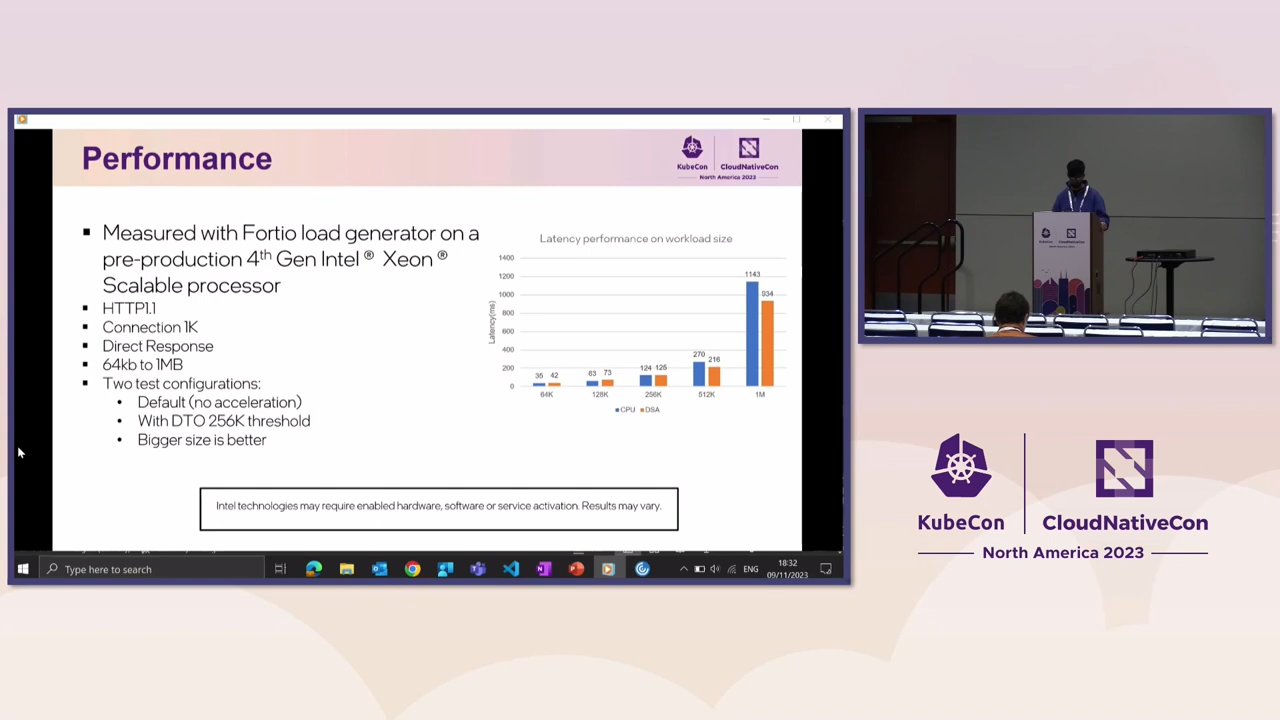 Performance
KubeCon
CloudNativeCon
North America 2023
▪ Measured with Fortio load generator on a
pre-production 4th Gen Intel® Xeon®
Scalable processor
▪ HTTP1.1
▪ Connection 1K
▪ Direct Response
▪ 64kb to 1MB
▪ Two test configurations:
• Default (no acceleration)
• With DTO 256K threshold
• Bigger size is better
Latency performance on workload size
Latency(ms)
1400
1200
1000
800
600
400
200
0
35 42
63 73
124 125
270 216
1143 934
64K 128K 256K 512K 1M
CPU DSA
Intel technologies may require enabled hardware, software or service activation. Results may vary.
Type here to search
ENG
18:32
09/11/2023
KubeCon
CloudNativeCon
North America 2023